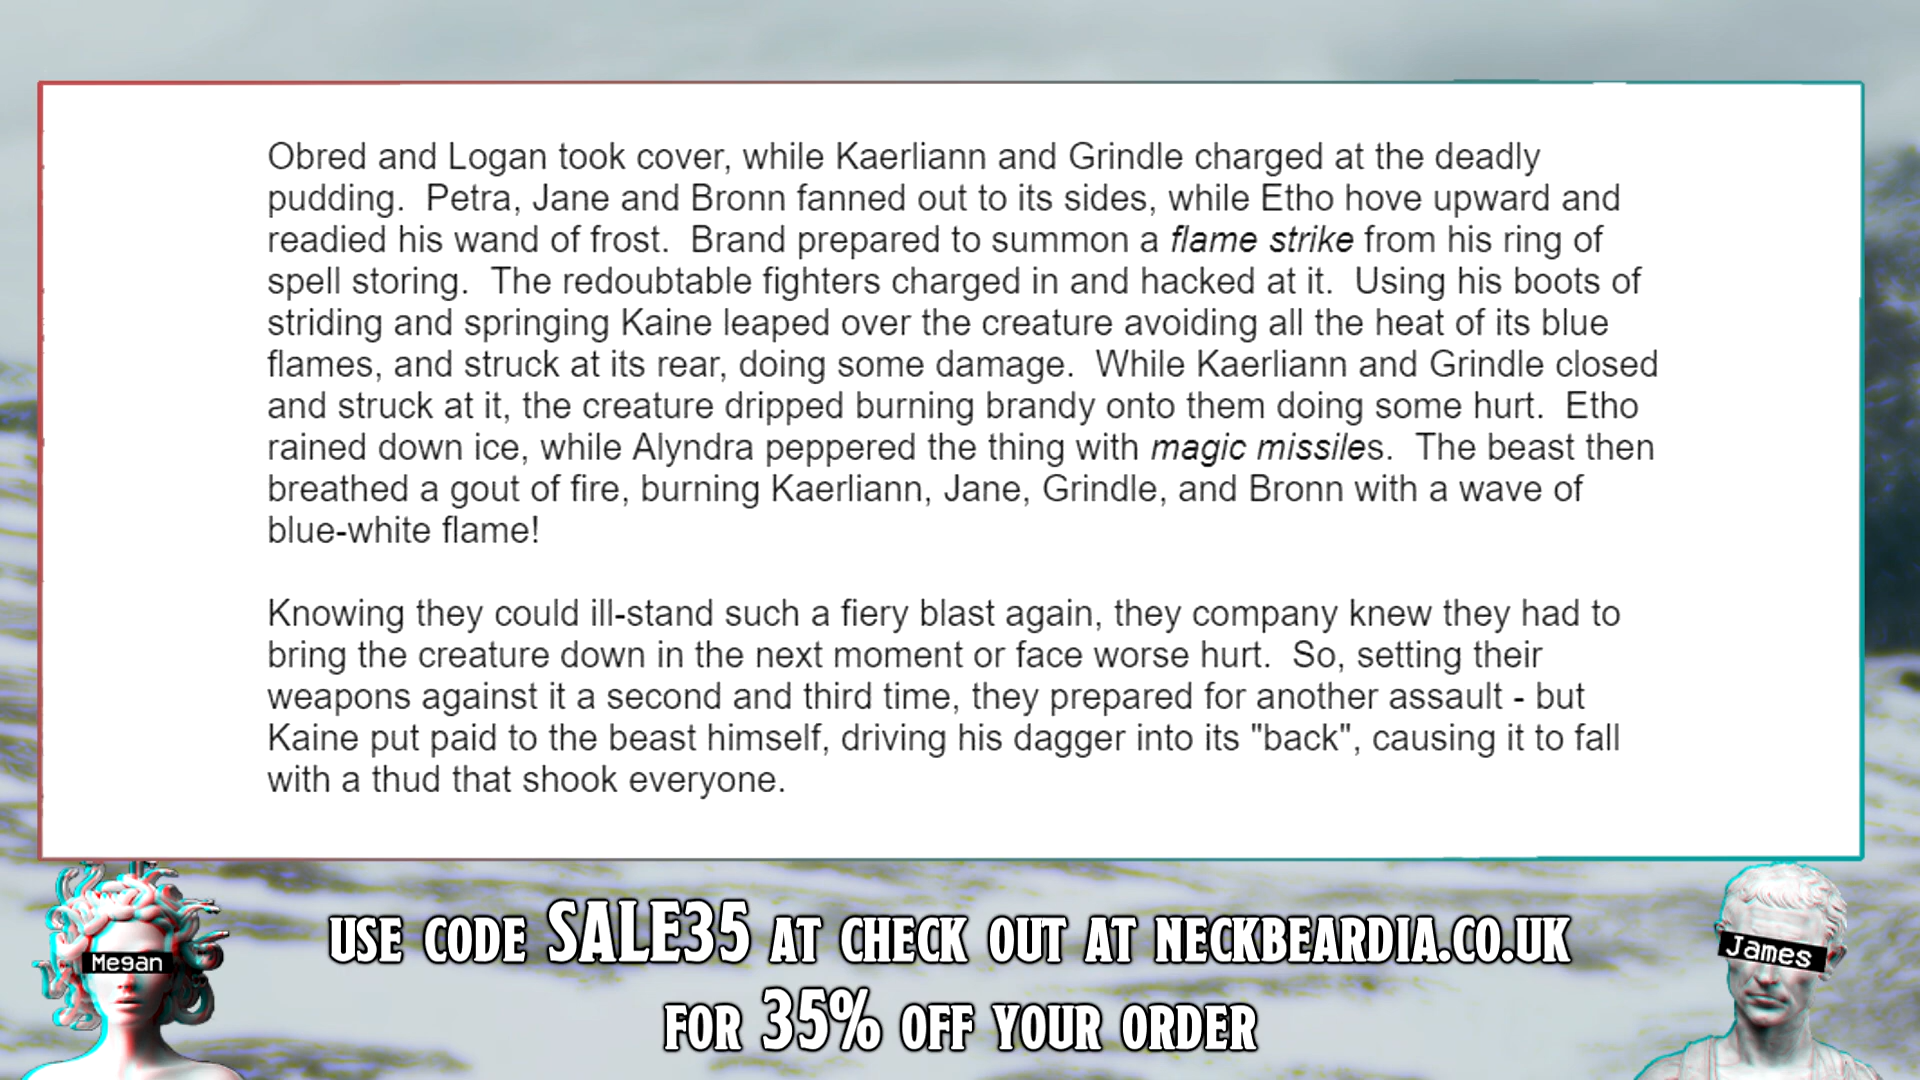 Obred and Logan took cover, while Kaerliann and Grindle charged at the deadly
pudding.  Petra, Jane and Bronn fanned out to its sides, while Etho hove upward and
readied his wand of frost.  Brand prepared to summon a flame strike from his ring of
spell storing.  The redoubtable fighters charged in and hacked at it.  Using his boots of
striding and springing Kaine leaped over the creature avoiding all the heat of its blue
flames, and struck at its rear, doing some damage.  While Kaerliann and Grindle closed
and struck at it, the creature dripped burning brandy onto them doing some hurt.  Etho
rained down ice, while Alyndra peppered the thing with magic missiles.  The beast then
breathed a gout of fire, burning Kaerliann, Jane, Grindle, and Bronn with a wave of
blue-white flame!
Knowing they could ill-stand such a fiery blast again, they company knew they had to
bring the creature down in the next moment or face worse hurt.  So, setting their
weapons against it a second and third time, they prepared for another assault - but
Kaine put paid to the beast himself, driving his dagger into its "back", causing it to fall
with a thud that shook everyone.
Megan
James
USE CODE SALE35 AT CHECK OUT AT NECKBEARDIA.CO.UK
FOR 35% OFF YOUR ORDER